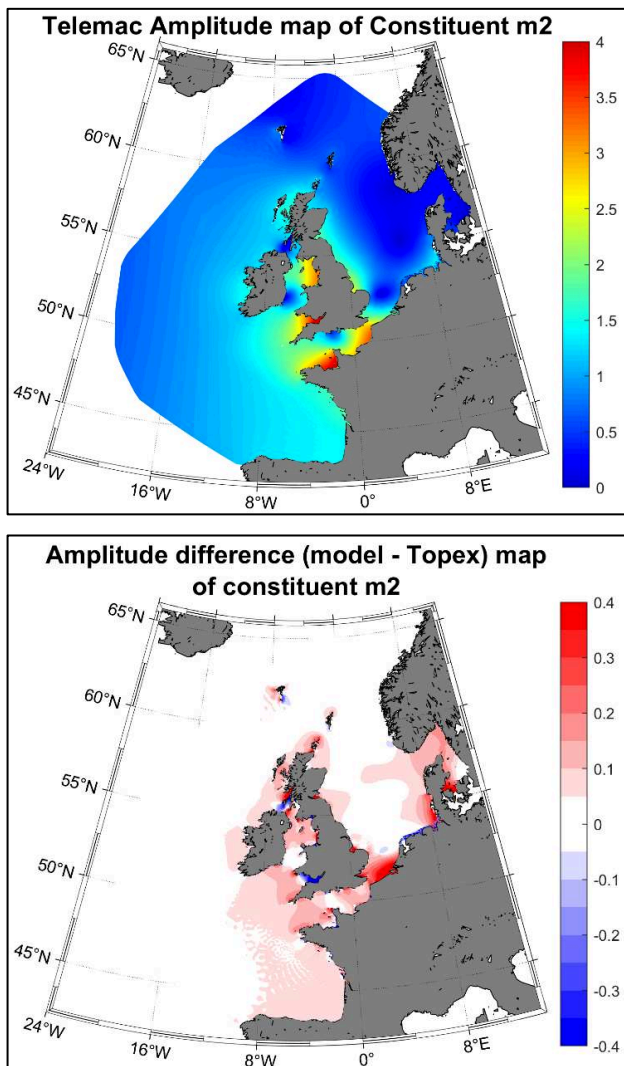 Telemac Amplitude map of Constituent m2
65°N
60°N
55°N
50°N
45°N
24°W
16°W
8°W
0°
8°E
4
3.5
3
2.5
2
1.5
1
0.5
0
Amplitude difference (model - Topex) map
of constituent m2
65°N
60°N
55°N
50°N
45°N
24°W
16°W
8°W
0°
8°E
0.4
0.3
0.2
0.1
0
-0.1
-0.2
-0.3
-0.4